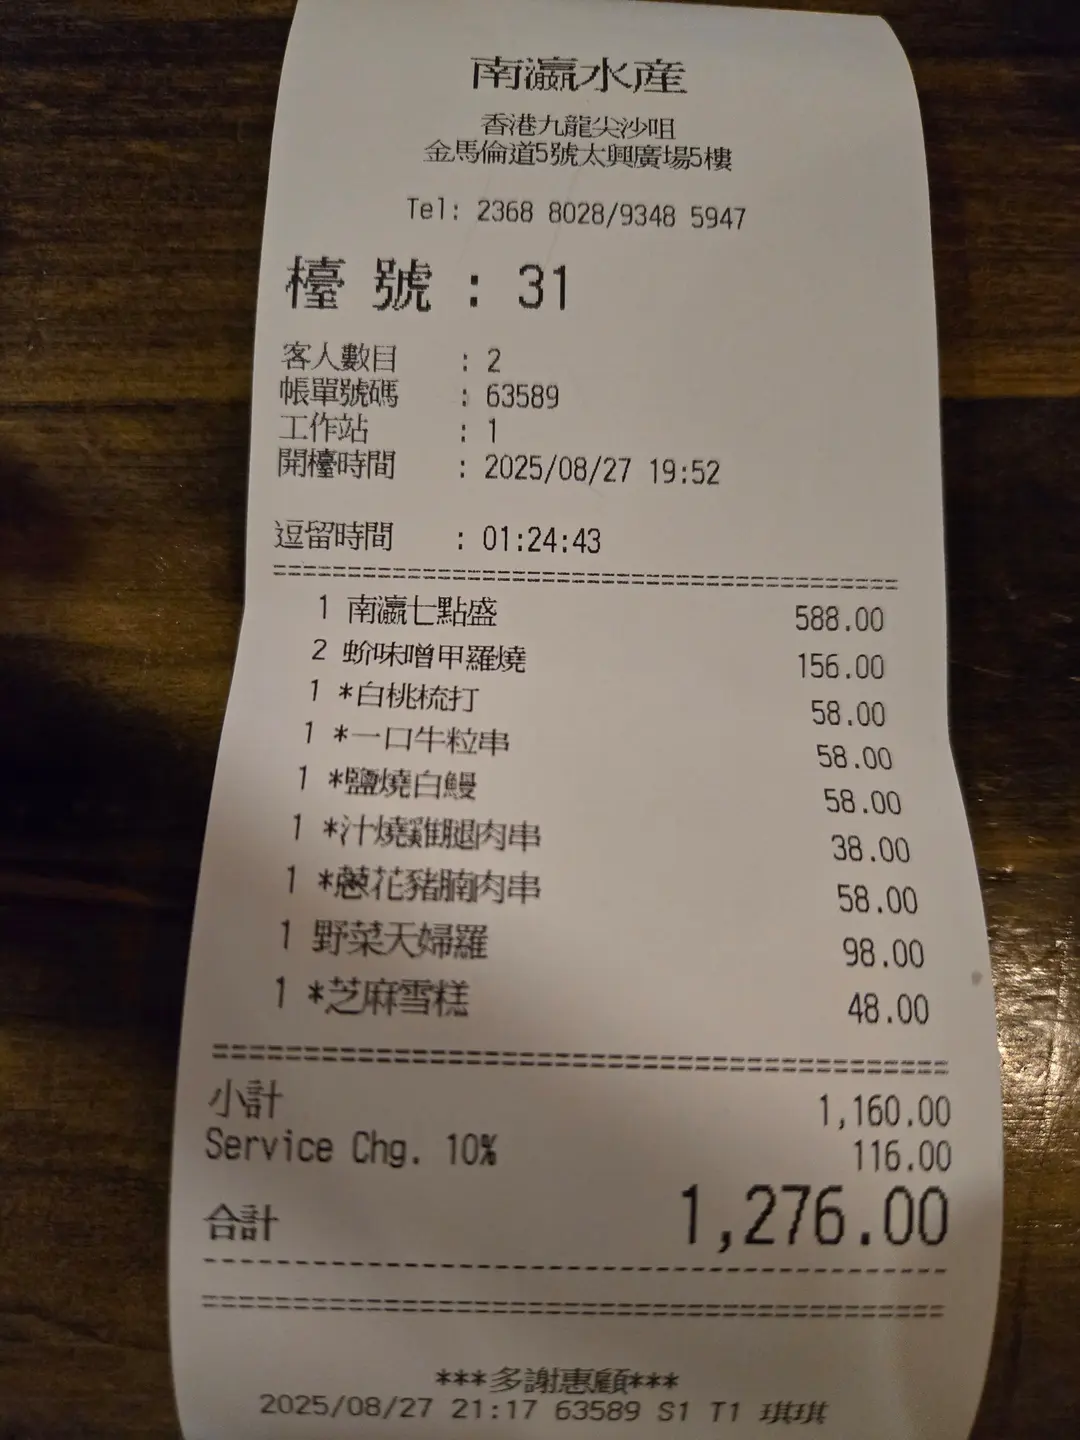 南瀛水産
香港九龍尖沙咀
金馬倫道5號太興廣場5樓
Tel: 2368 8028/9348 5947
檯 號 : 31
客人數目 : 2
帳單號碼 : 63589
工作站 : 1
開檯時間 : 2025/08/27 19:52
逗留時間 : 01:24:43
1 南瀛七點盛 588.00
2 蚧味噌甲羅燒 156.00
1 *白桃梳打 58.00
1 *一口牛粒串 58.00
1 *鹽燒白鰻 58.00
1 *汁燒雞腿肉串 38.00
1 *蔥花豬腩肉串 58.00
1 野菜天婦羅 98.00
1 *芝麻雪糕 48.00
小計 1,160.00
Service Chg. 10% 116.00
合計 1,276.00
***多謝惠顧***
2025/08/27 21:17 63589 S1 T1 琪琪